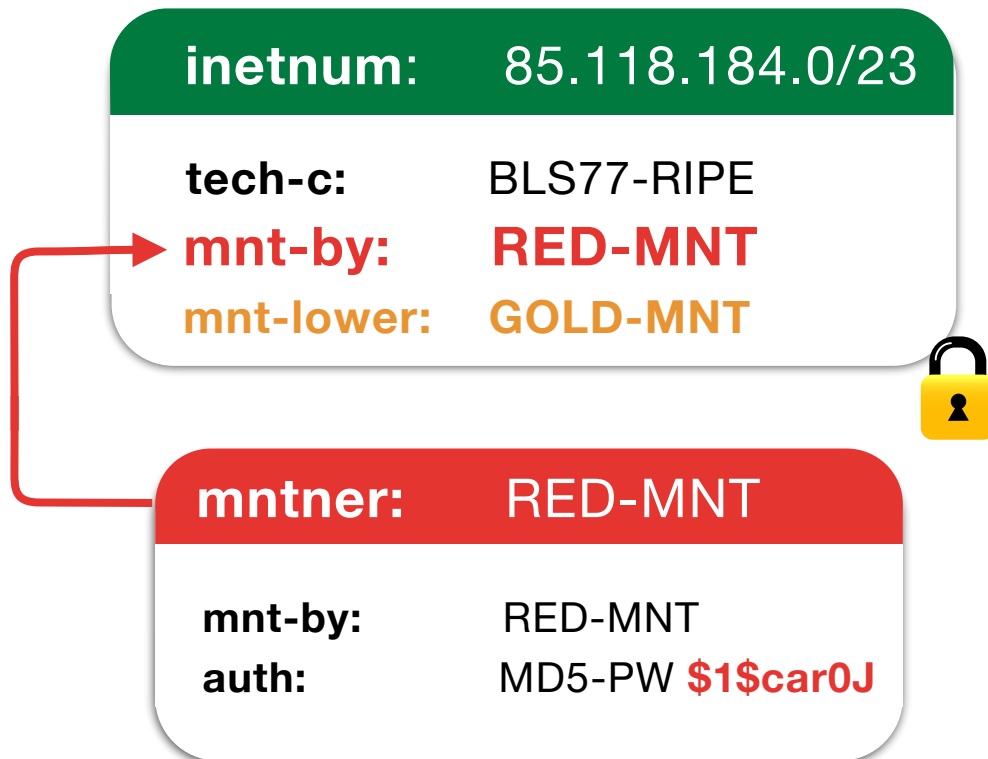 inetnum: 85.118.184.0/23
tech-c: BLS77-RIPE
mnt-by: RED-MNT
mnt-lower: GOLD-MNT
mntner: RED-MNT
mnt-by: RED-MNT
auth: MD5-PW $1$car0J